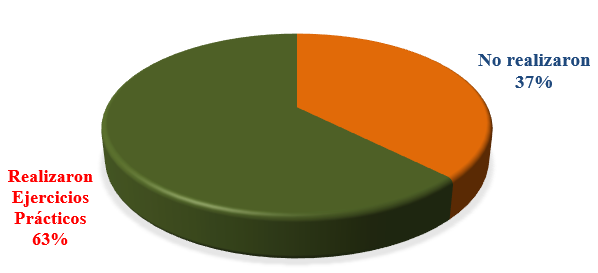 No realizaron
37%
Realizaron
Ejercicios
Prácticos
63%